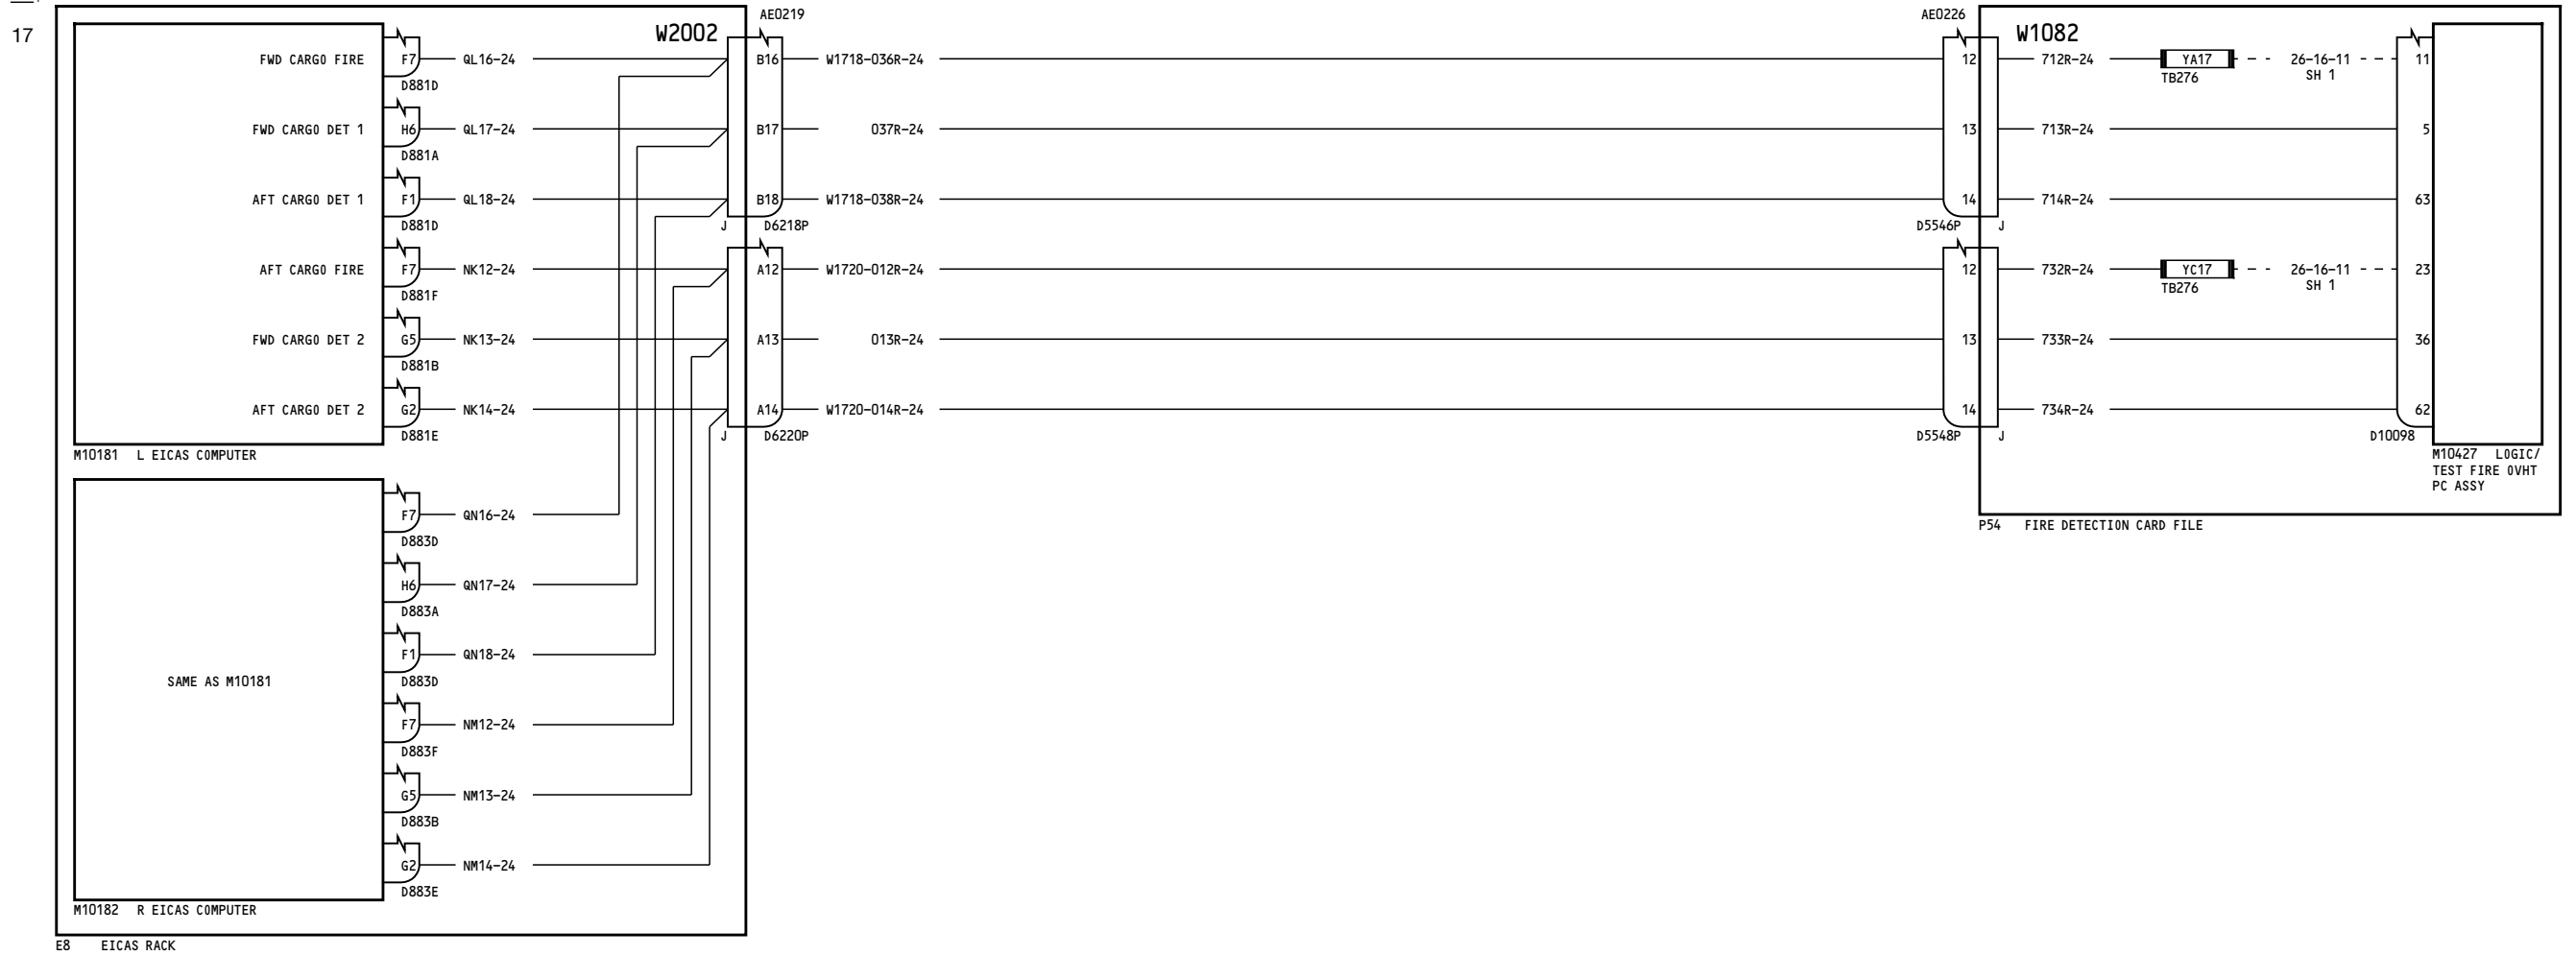 17
AE0219
AE0226
W2002
W1082
FWD CARGO FIRE F7 QL16-24 B16 W1718-036R-24 12 712R-24 YA17 26-16-11 11
D881D TB276 SH 1
FWD CARGO DET 1 H6 QL17-24 B17 037R-24 13 713R-24 5
D881A
AFT CARGO DET 1 F1 QL18-24 B18 W1718-038R-24 14 714R-24 63
D881D J D6218P D5546P J
AFT CARGO FIRE F7 NK12-24 A12 W1720-012R-24 12 732R-24 YC17 26-16-11 23
D881F TB276 SH 1
FWD CARGO DET 2 G5 NK13-24 A13 013R-24 13 733R-24 36
D881B
AFT CARGO DET 2 G2 NK14-24 A14 W1720-014R-24 14 734R-24 62
D881E J D6220P D5548P J D10098
M10181 L EICAS COMPUTER
M10427 LOGIC/
TEST FIRE OVHT
PC ASSY
F7 QN16-24
P54 FIRE DETECTION CARD FILE
D883D
H6 QN17-24
D883A
F1 QN18-24
SAME AS M10181
D883D
F7 NM12-24
D883F
G5 NM13-24
D883B
G2 NM14-24
D883E
M10182 R EICAS COMPUTER
E8 EICAS RACK